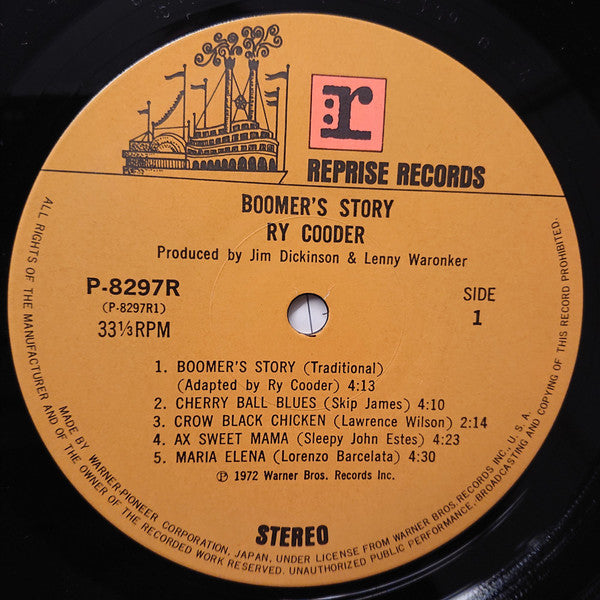 :r
REPRISE RECORDS
BOOMER'S STORY
RY COODER
Produced by Jim Dickinson & Lenny Waronker
P-8297R
(P-8297R1)
33⅓RPM
SIDE
1
1. BOOMER'S STORY (Traditional)
(Adapted by Ry Cooder) 4:13
2. CHERRY BALL BLUES (Skip James) 4:10
3. CROW BLACK CHICKEN (Lawrence Wilson) 2:14
4. AX SWEET MAMA (Sleepy John Estes) 4:23
5. MARIA ELENA (Lorenzo Barcelata) 4:30
℗ 1972 Warner Bros. Records Inc.
STEREO
MADE BY WARNER-PIONEER CORPORATION, JAPAN, UNDER LICENSE FROM WARNER BROS. RECORDS INC., U.S.A.
ALL RIGHTS OF THE MANUFACTURER AND OF THE OWNER OF THE RECORDED WORK RESERVED. UNAUTHORIZED PUBLIC PERFORMANCE, BROADCASTING AND COPYING OF THIS RECORD PROHIBITED.